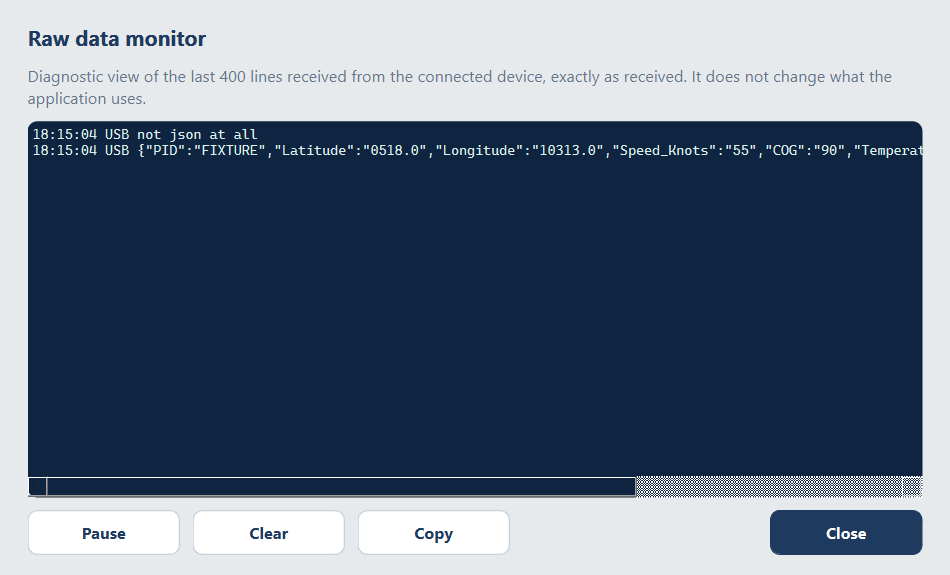 Raw data monitor
Diagnostic view of the last 400 lines received from the connected device, exactly as received. It does not change what the
application uses.
18:15:04 USB not json at all
18:15:04 USB {"PID":"FIXTURE","Latitude":"0518.0","Longitude":"10313.0","Speed_Knots":"55","COG":"90","Temperat
Pause
Clear
Copy
Close